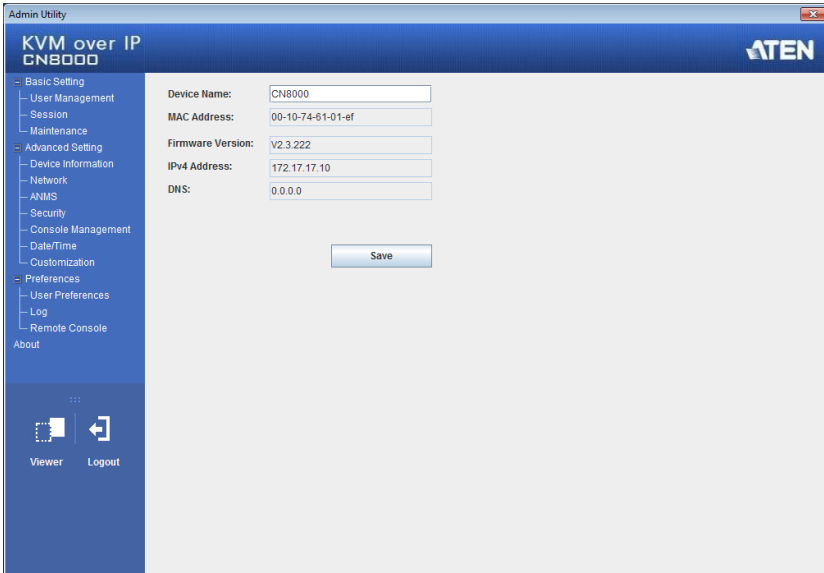 Admin Utility
KVM over IP
CN8000
ATEN
Basic Setting
User Management
Session
Maintenance
Advanced Setting
Device Information
Network
ANMS
Security
Console Management
Date/Time
Customization
Preferences
User Preferences
Log
Remote Console
About
Viewer Logout
Device Name: CN8000
MAC Address: 00-10-74-61-01-ef
Firmware Version: V2.3.222
IPv4 Address: 172.17.17.10
DNS: 0.0.0.0
Save